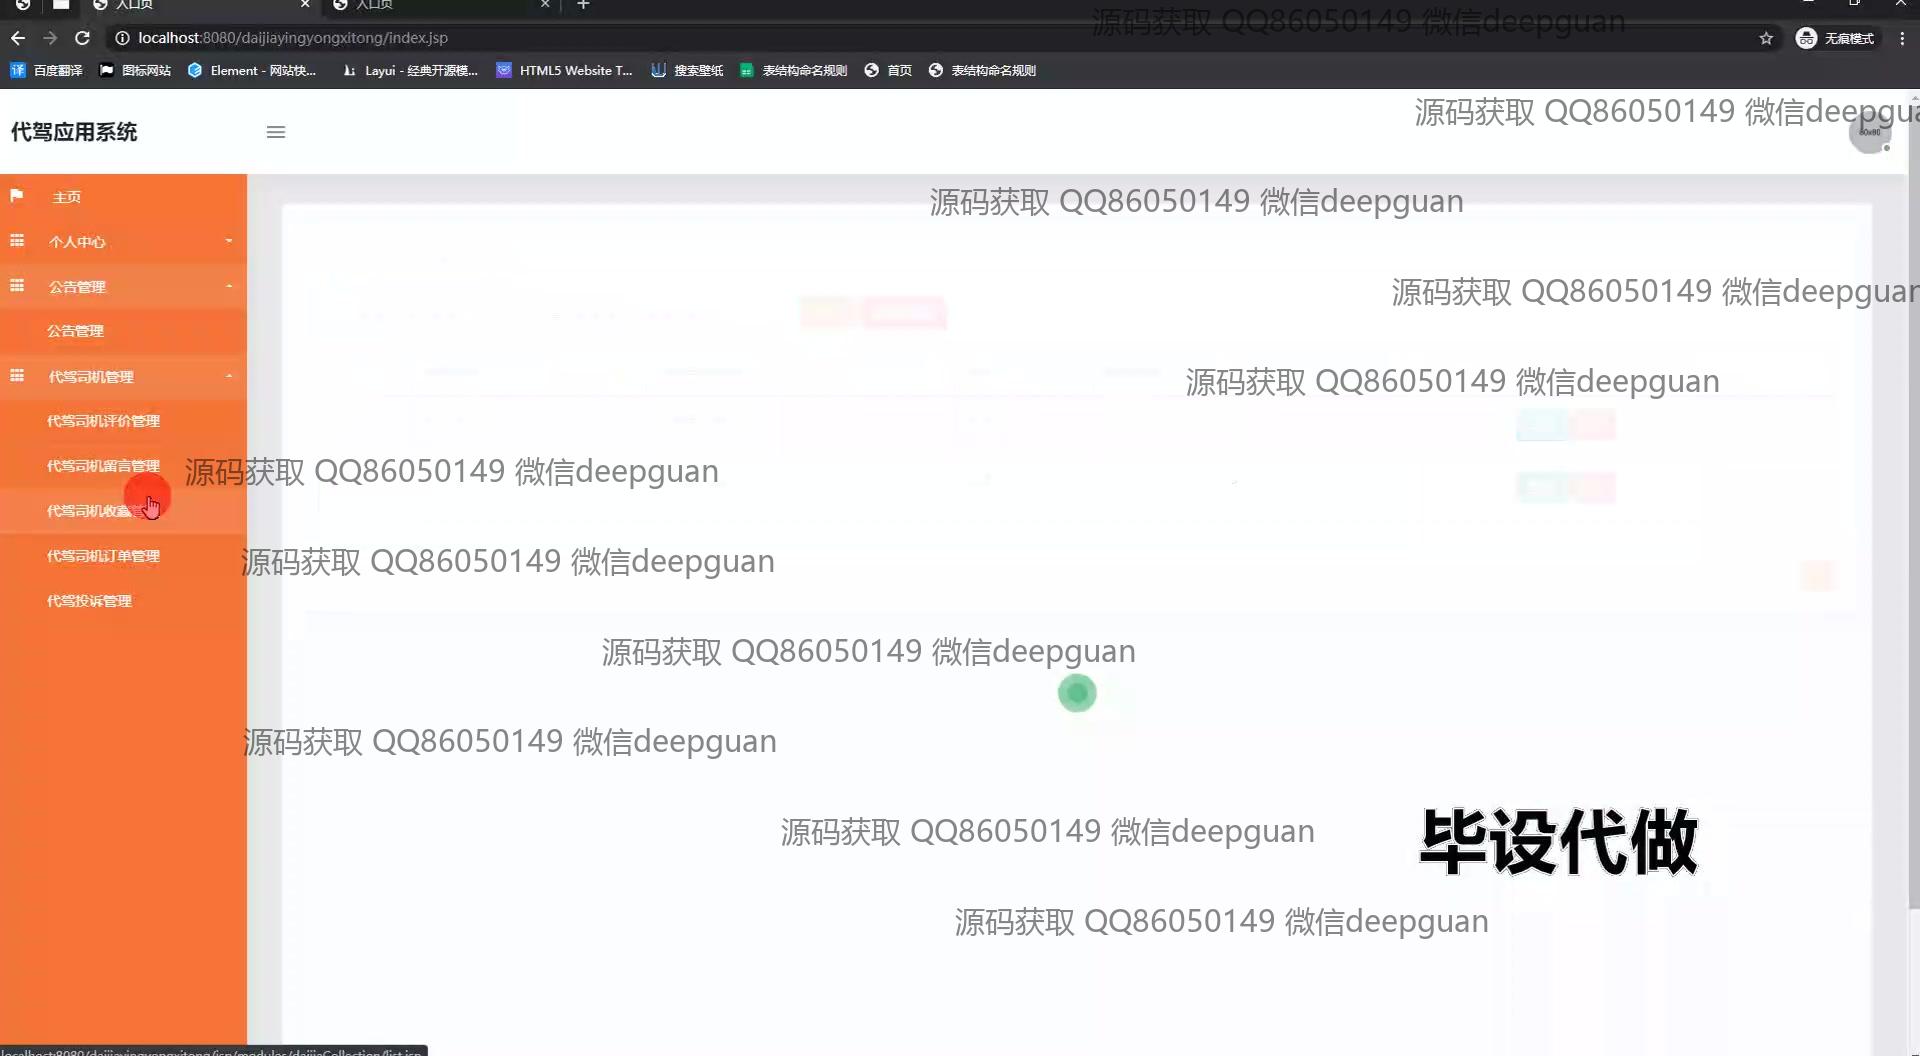 入口页
入口页
localhost:8080/daijiayingyongxitong/index.jsp
无痕模式
百度翻译
图标网站
Element - 网站快...
Layui - 经典开源模...
HTML5 Website T...
搜索壁纸
表结构命名规则
首页
表结构命名规则
源码获取 QQ86050149 微信deepguan
代驾应用系统
源码获取 QQ86050149 微信deepgua
主页
源码获取 QQ86050149 微信deepguan
个人中心
公告管理
源码获取 QQ86050149 微信deepguan
公告管理
代驾司机管理
源码获取 QQ86050149 微信deepguan
代驾司机评价管理
代驾司机留言管理
源码获取 QQ86050149 微信deepguan
代驾司机收藏管理
代驾司机订单管理
源码获取 QQ86050149 微信deepguan
代驾投诉管理
源码获取 QQ86050149 微信deepguan
源码获取 QQ86050149 微信deepguan
源码获取 QQ86050149 微信deepguan
毕设代做
源码获取 QQ86050149 微信deepguan
localhost:8080/daijiayingyongxitong/jsp/modules/daijiaCollection/list.jsp